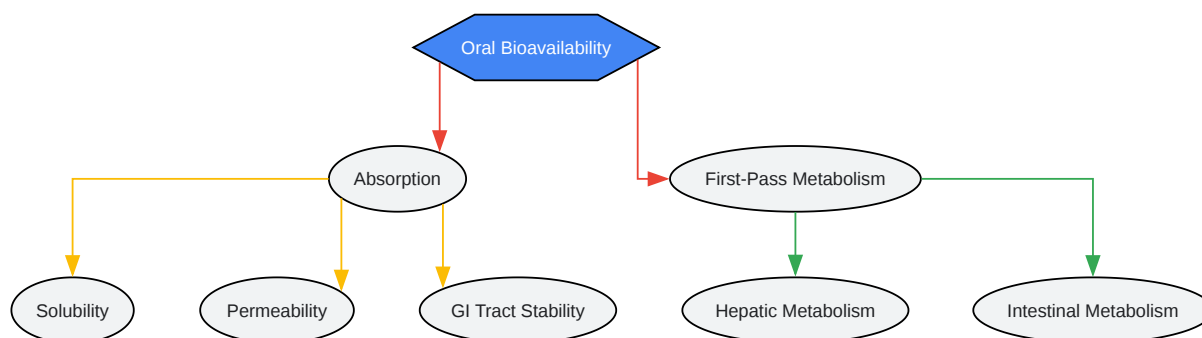 Oral Bioavailability
Absorption
First-Pass Metabolism
Solubility
Permeability
GI Tract Stability
Hepatic Metabolism
Intestinal Metabolism